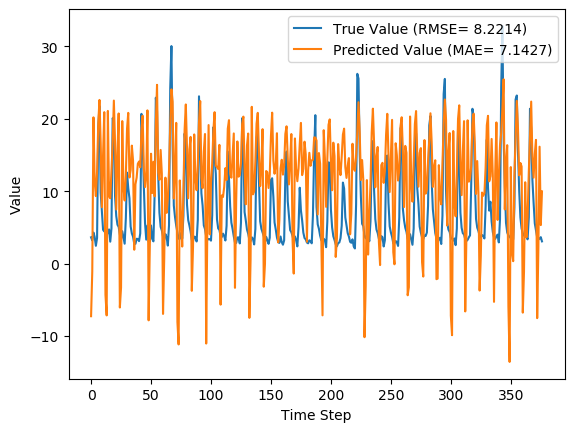 True Value (RMSE= 8.2214)
Predicted Value (MAE= 7.1427)
30
20
10
0
−10
Value
0 50 100 150 200 250 300 350
Time Step